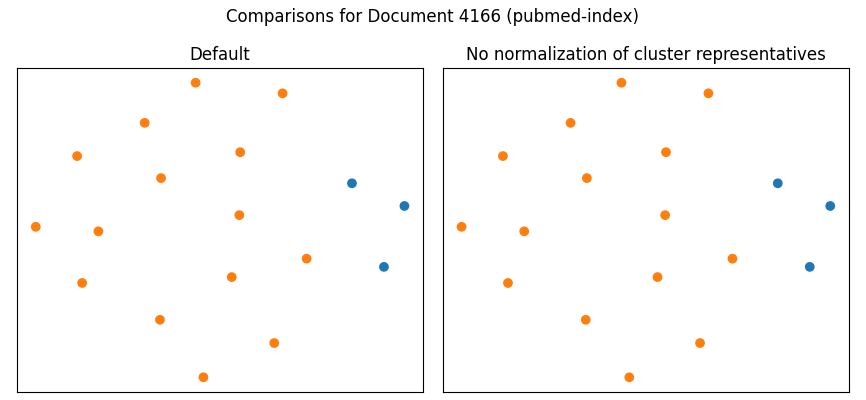 Comparisons for Document 4166 (pubmed-index)
Default
No normalization of cluster representatives